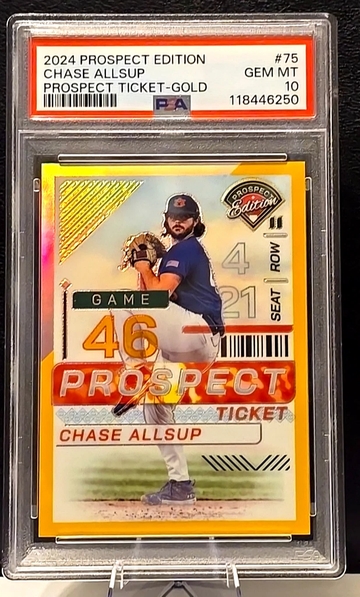 2024 PROSPECT EDITION #75
CHASE ALLSUP GEM MT
PROSPECT TICKET-GOLD 10
PSA 118446250
PROSPECT
Edition
GAME
46
4 ROW
21 SEAT
PROSPECT
TICKET
CHASE ALLSUP